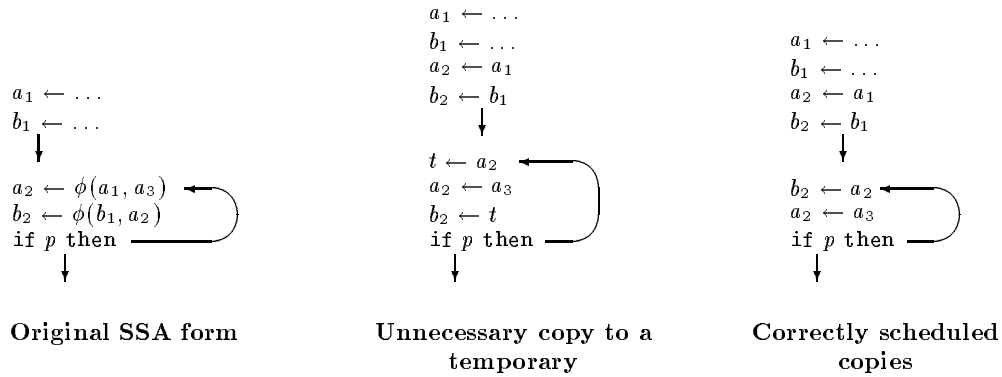 a₁ ← ...
b₁ ← ...
a₂ ← ϕ(a₁, a₃)
b₂ ← ϕ(b₁, a₂)
if p then
Original SSA form
a₁ ← ...
b₁ ← ...
a₂ ← a₁
b₂ ← b₁
t ← a₂
a₂ ← a₃
b₂ ← t
if p then
Unnecessary copy to a
temporary
a₁ ← ...
b₁ ← ...
a₂ ← a₁
b₂ ← b₁
b₂ ← a₂
a₂ ← a₃
if p then
Correctly scheduled
copies